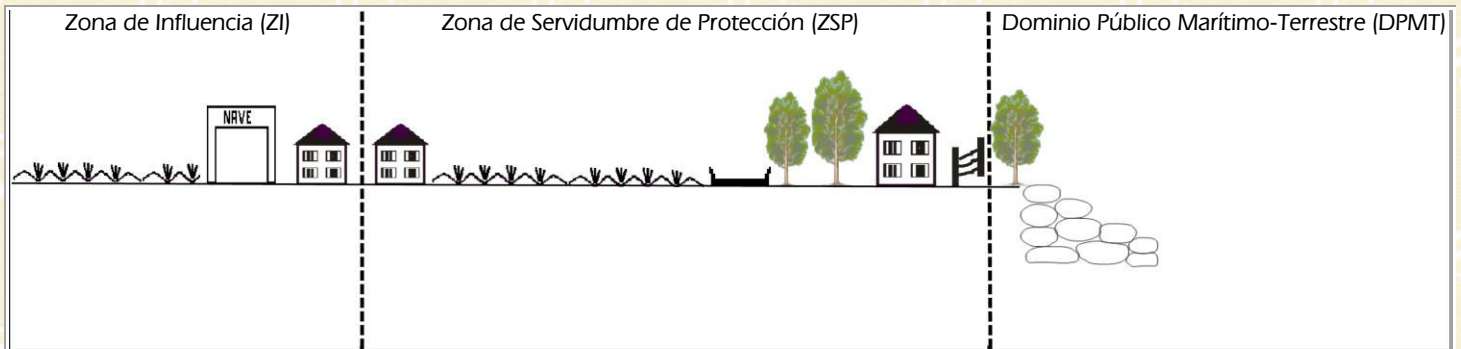 Zona de Influencia (ZI)
Zona de Servidumbre de Protección (ZSP)
Dominio Público Marítimo-Terrestre (DPMT)
NAVE